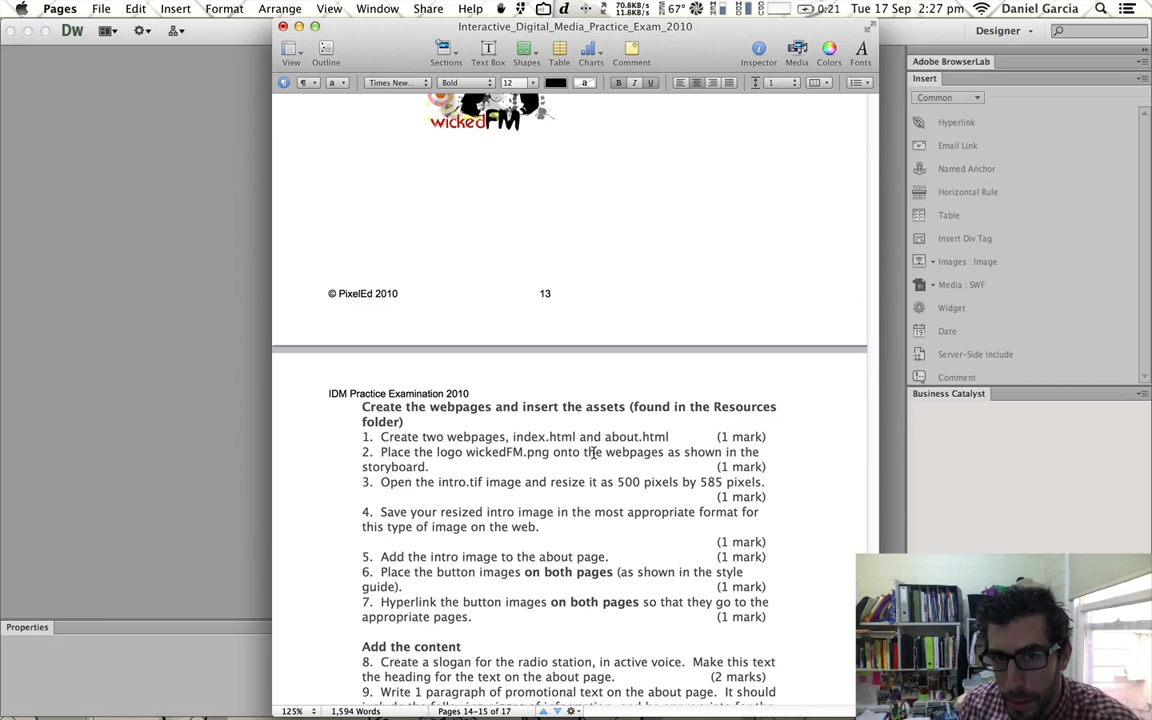 Pages File Edit Insert Format Arrange View Window Share Help 70.8KB/s 11.8KB/s 67° 0:21 Tue 17 Sep 2:27 pm Daniel Garcia
Dw
Designer
Interactive_Digital_Media_Practice_Exam_2010
View Outline Sections Text Box Shapes Table Charts Comment Inspector Media Colors Fonts
a Times New... Bold 12 a B I U 1
wickedFM
© PixelEd 2010 13
IDM Practice Examination 2010
Create the webpages and insert the assets (found in the Resources
folder)
1. Create two webpages, index.html and about.html (1 mark)
2. Place the logo wickedFM.png onto the webpages as shown in the
storyboard. (1 mark)
3. Open the intro.tif image and resize it as 500 pixels by 585 pixels.
(1 mark)
4. Save your resized intro image in the most appropriate format for
this type of image on the web.
(1 mark)
5. Add the intro image to the about page. (1 mark)
6. Place the button images on both pages (as shown in the style
guide). (1 mark)
7. Hyperlink the button images on both pages so that they go to the
appropriate pages. (1 mark)
Add the content
8. Create a slogan for the radio station, in active voice. Make this text
the heading for the text on the about page. (2 marks)
9. Write 1 paragraph of promotional text on the about page. It should
125% 1,594 Words Pages 14-15 of 17
Adobe BrowserLab
Insert
Common
Hyperlink
Email Link
Named Anchor
Horizontal Rule
Table
Insert Div Tag
Images : Image
Media : SWF
Widget
Date
Server-Side Include
Comment
Business Catalyst
Properties